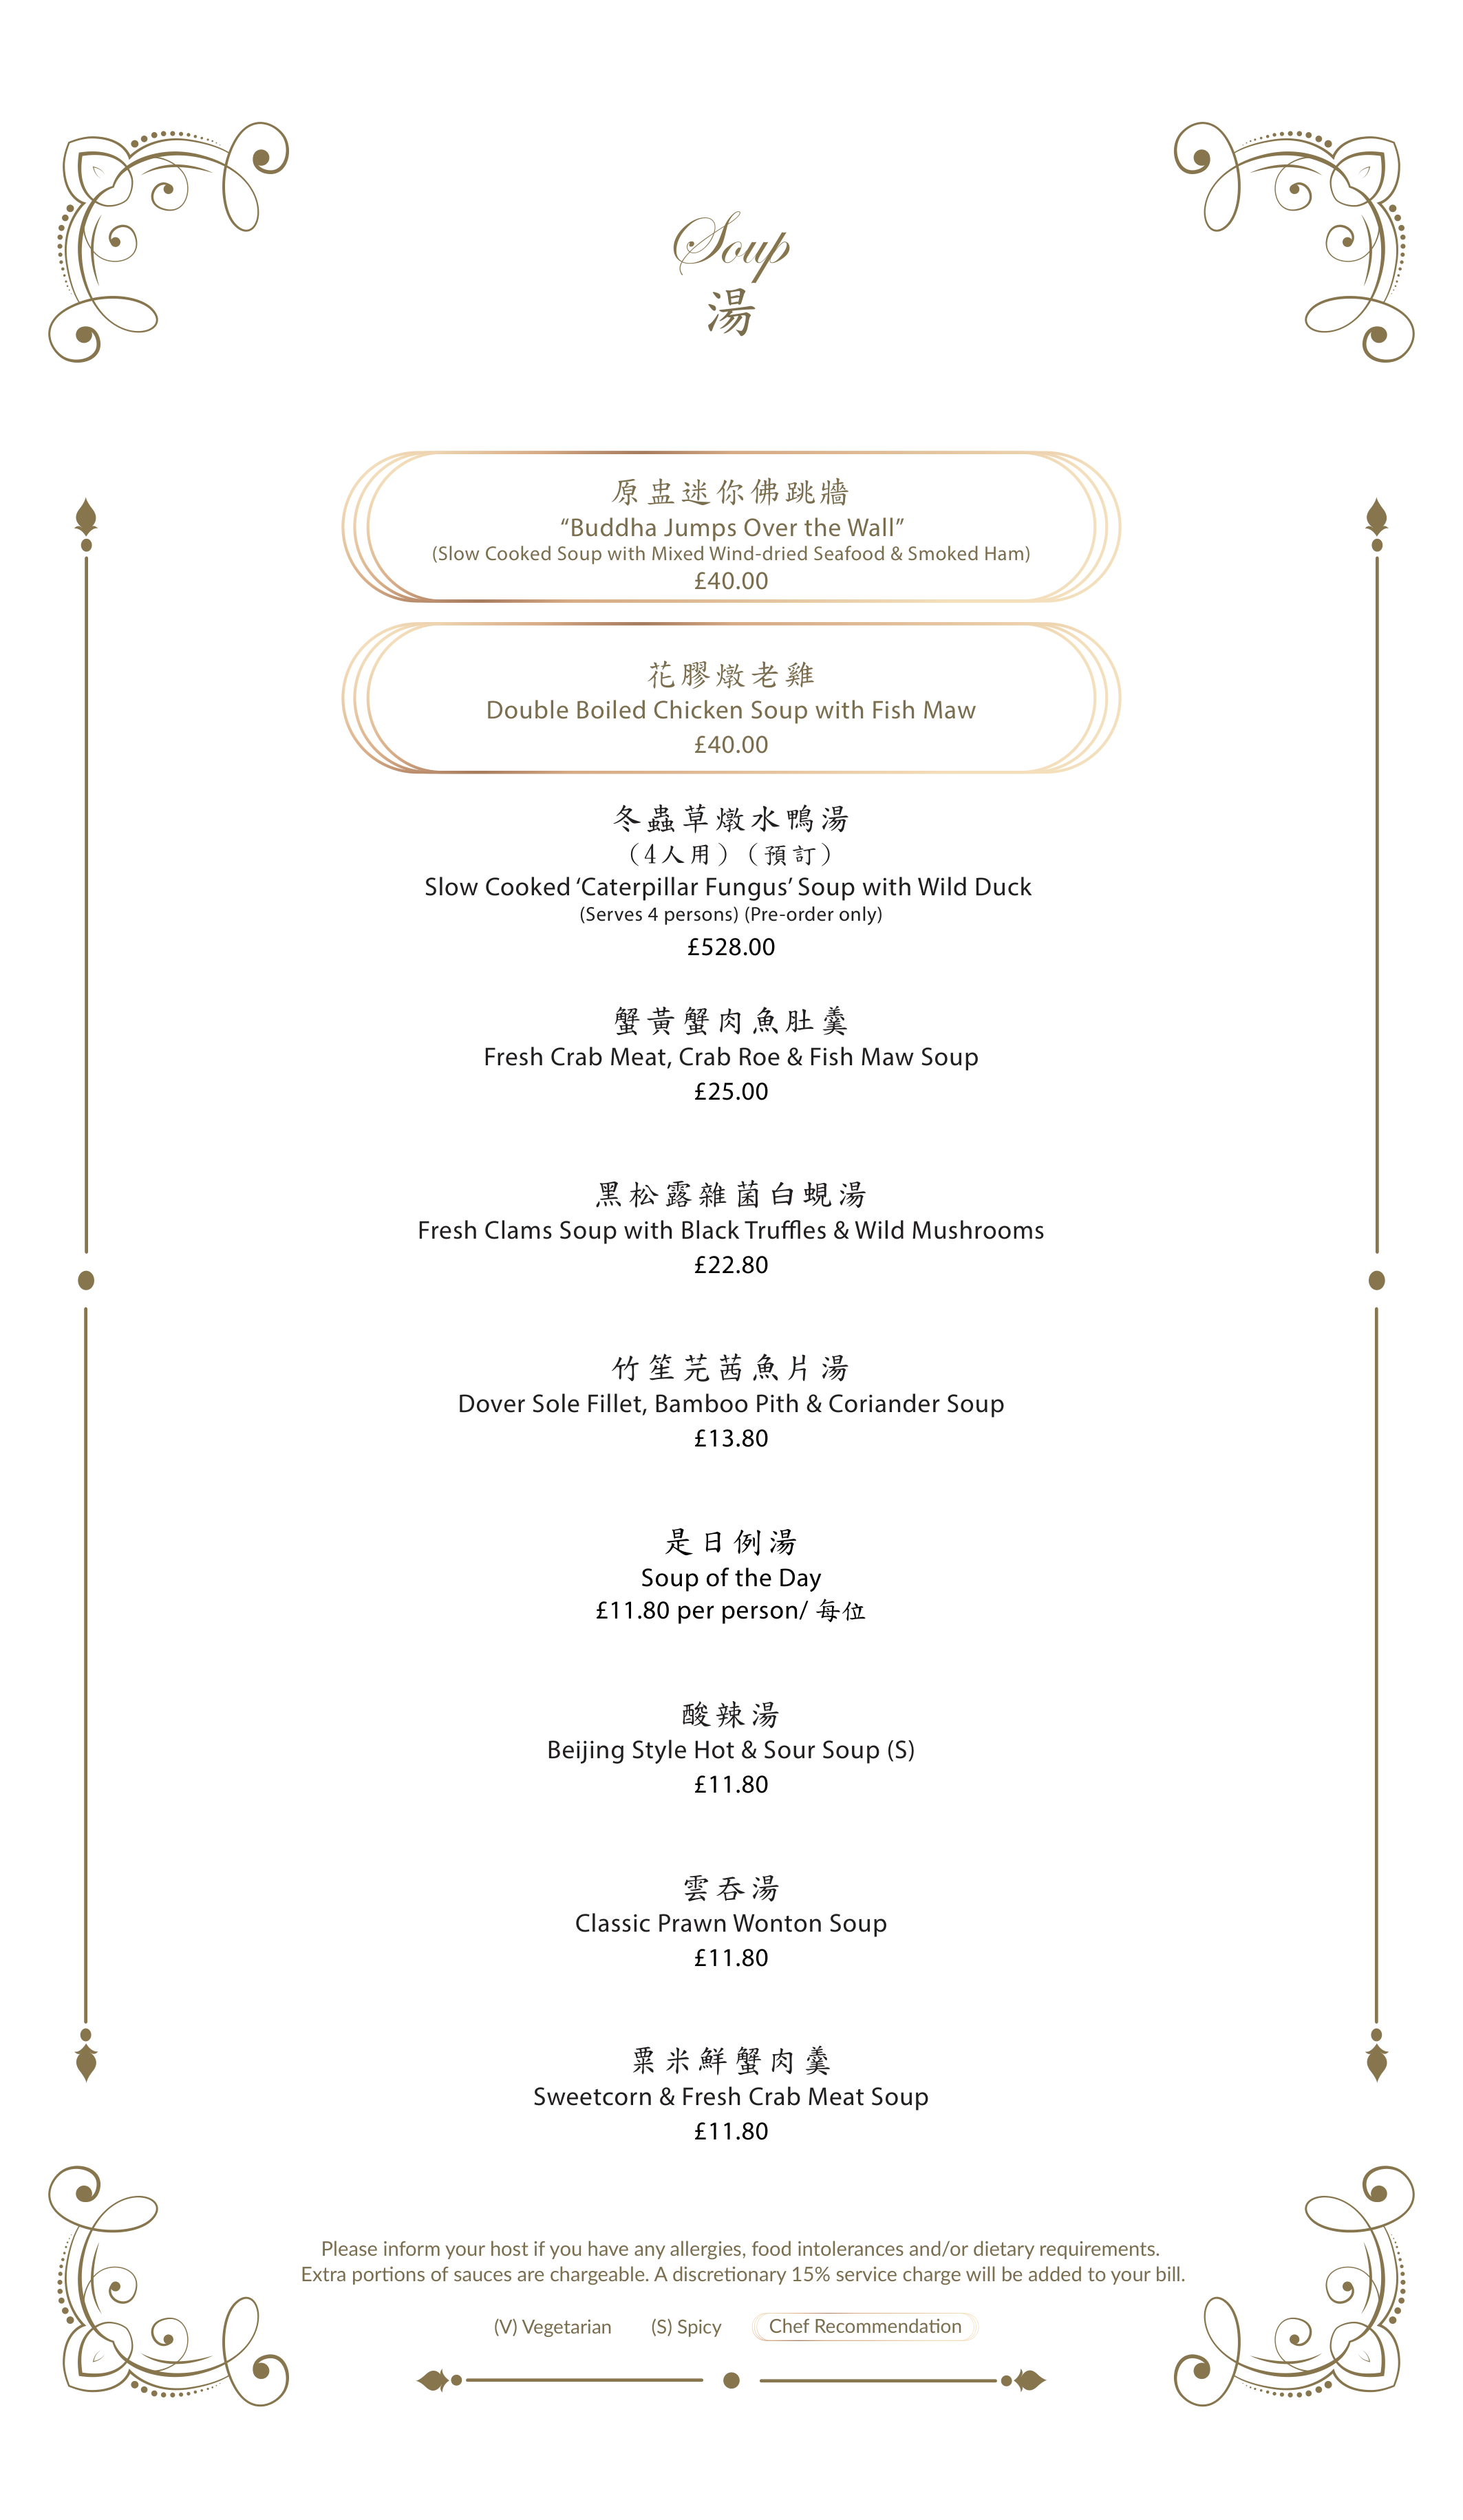 Soup
湯
原盅迷你佛跳牆
“Buddha Jumps Over the Wall”
(Slow Cooked Soup with Mixed Wind-dried Seafood & Smoked Ham)
£40.00
花膠燉老雞
Double Boiled Chicken Soup with Fish Maw
£40.00
冬蟲草燉水鴨湯
（4人用）（預訂）
Slow Cooked ‘Caterpillar Fungus’ Soup with Wild Duck
(Serves 4 persons) (Pre-order only)
£528.00
蟹黃蟹肉魚肚羹
Fresh Crab Meat, Crab Roe & Fish Maw Soup
£25.00
黑松露雜菌白蜆湯
Fresh Clams Soup with Black Truffles & Wild Mushrooms
£22.80
竹笙芫茜魚片湯
Dover Sole Fillet, Bamboo Pith & Coriander Soup
£13.80
是日例湯
Soup of the Day
£11.80 per person/ 每位
酸辣湯
Beijing Style Hot & Sour Soup (S)
£11.80
雲吞湯
Classic Prawn Wonton Soup
£11.80
粟米鮮蟹肉羹
Sweetcorn & Fresh Crab Meat Soup
£11.80
Please inform your host if you have any allergies, food intolerances and/or dietary requirements.
Extra portions of sauces are chargeable. A discretionary 15% service charge will be added to your bill.
(V) Vegetarian (S) Spicy Chef Recommendation